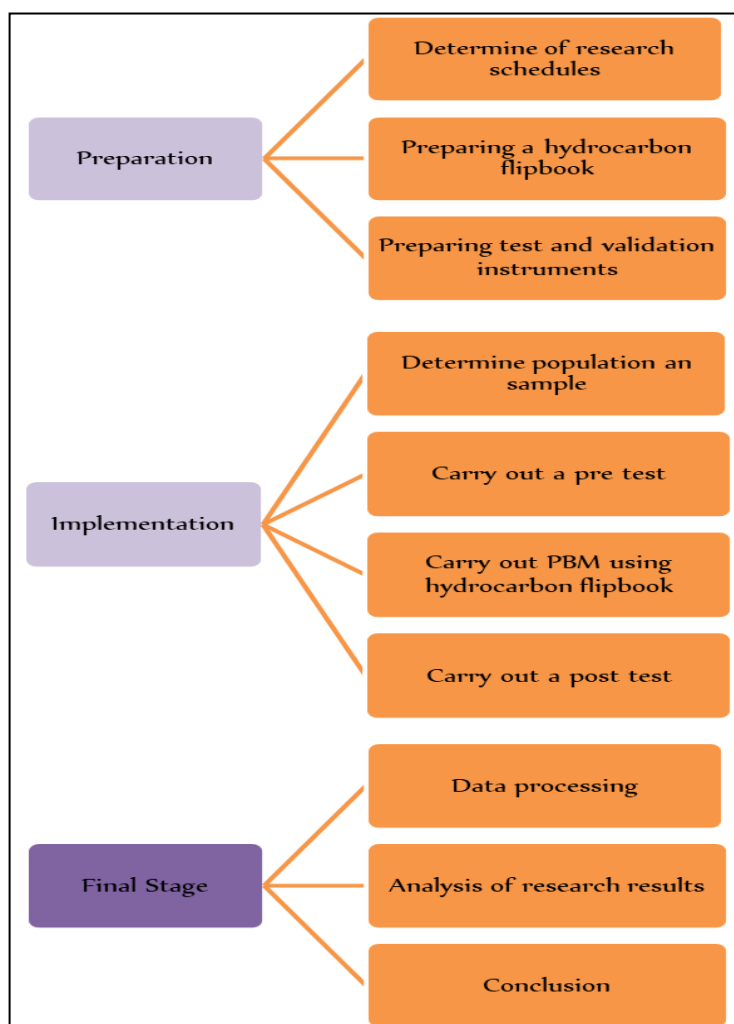 Preparation
Determine of research
schedules
Preparing a hydrocarbon
flipbook
Preparing test and validation
instruments
Implementation
Determine population an
sample
Carry out a pre test
Carry out PBM using
hydrocarbon flipbook
Carry out a post test
Final Stage
Data processing
Analysis of research results
Conclusion